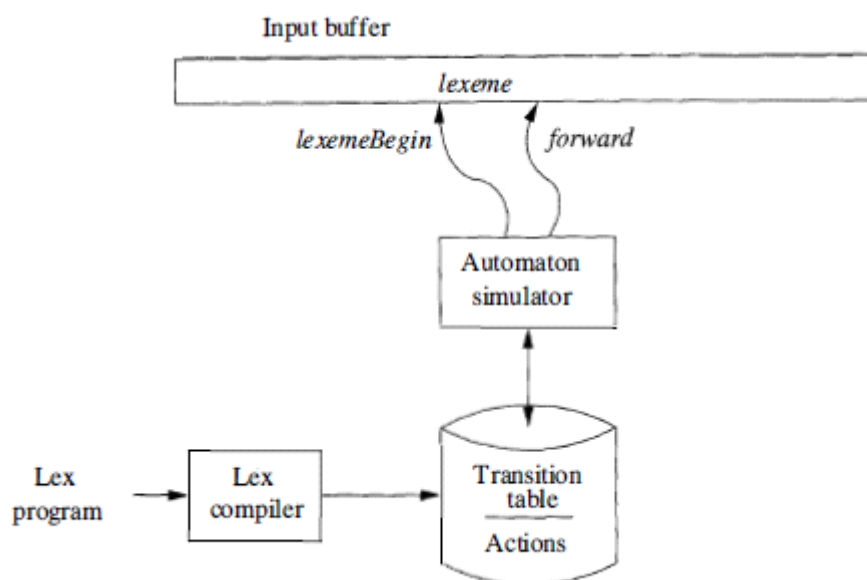 Input buffer
lexeme
lexemeBegin
forward
Automaton
simulator
Lex
program
Lex
compiler
Transition
table
Actions